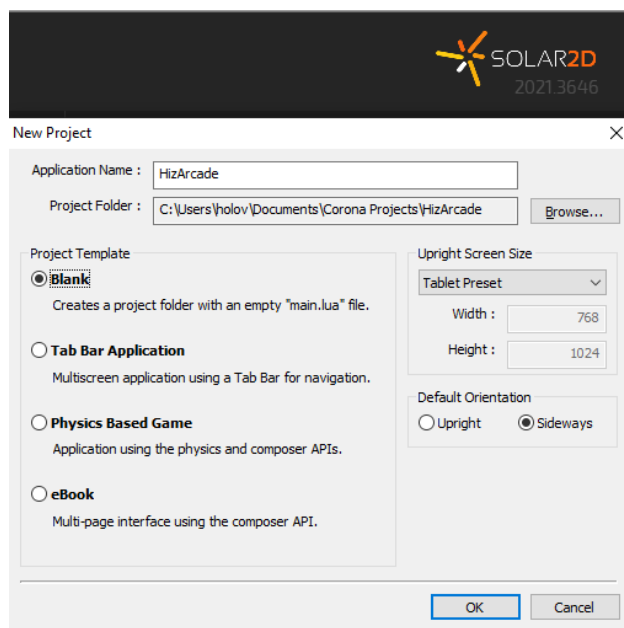 SOLAR2D
2021.3646
New Project
Application Name :
HizArcade
Project Folder :
C:\Users\holov\Documents\Corona Projects\HizArcade
Browse...
Project Template
Blank
Creates a project folder with an empty "main.lua" file.
Tab Bar Application
Multiscreen application using a Tab Bar for navigation.
Physics Based Game
Application using the physics and composer APIs.
eBook
Multi-page interface using the composer API.
Upright Screen Size
Tablet Preset
Width :
768
Height :
1024
Default Orientation
Upright
Sideways
OK
Cancel